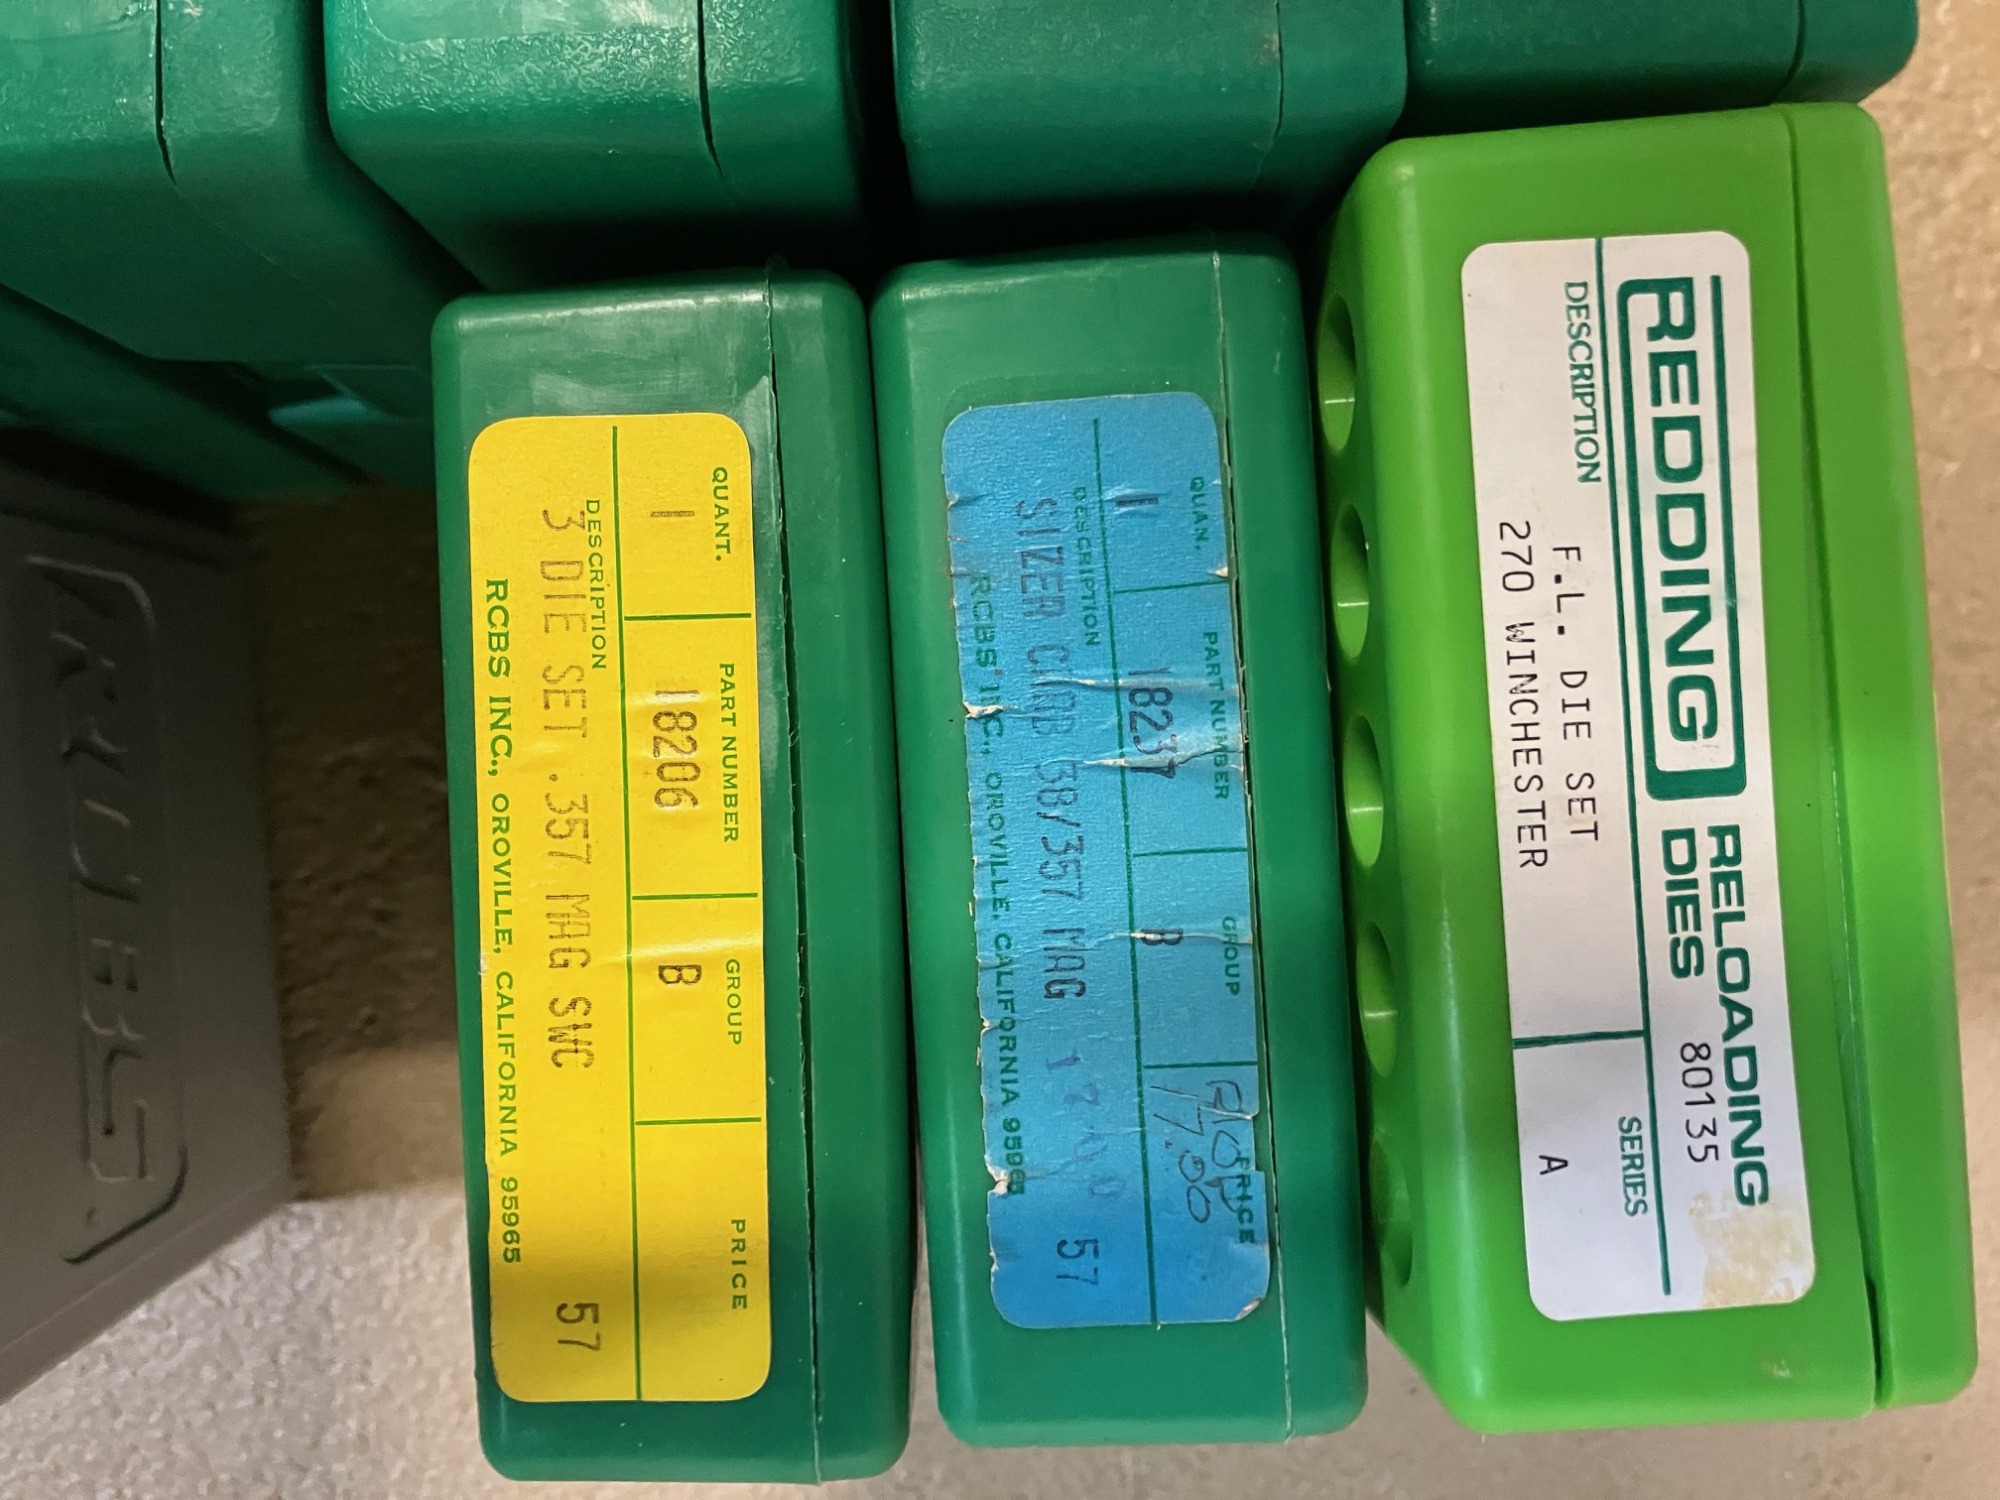 QUANT. PART NUMBER GROUP PRICE
1 18206 B
DESCRIPTION
3 DIE SET .357 MAG SWC 57
RCBS INC., OROVILLE, CALIFORNIA 95965
QUAN. PART NUMBER GROUP PRICE
1 18237 B 17.00
DESCRIPTION
SIZER CARB 38/357 MAG 57
RCBS INC., OROVILLE, CALIFORNIA 95965
REDDING RELOADING
DIES 80135
DESCRIPTION SERIES
F.L. DIE SET A
270 WINCHESTER